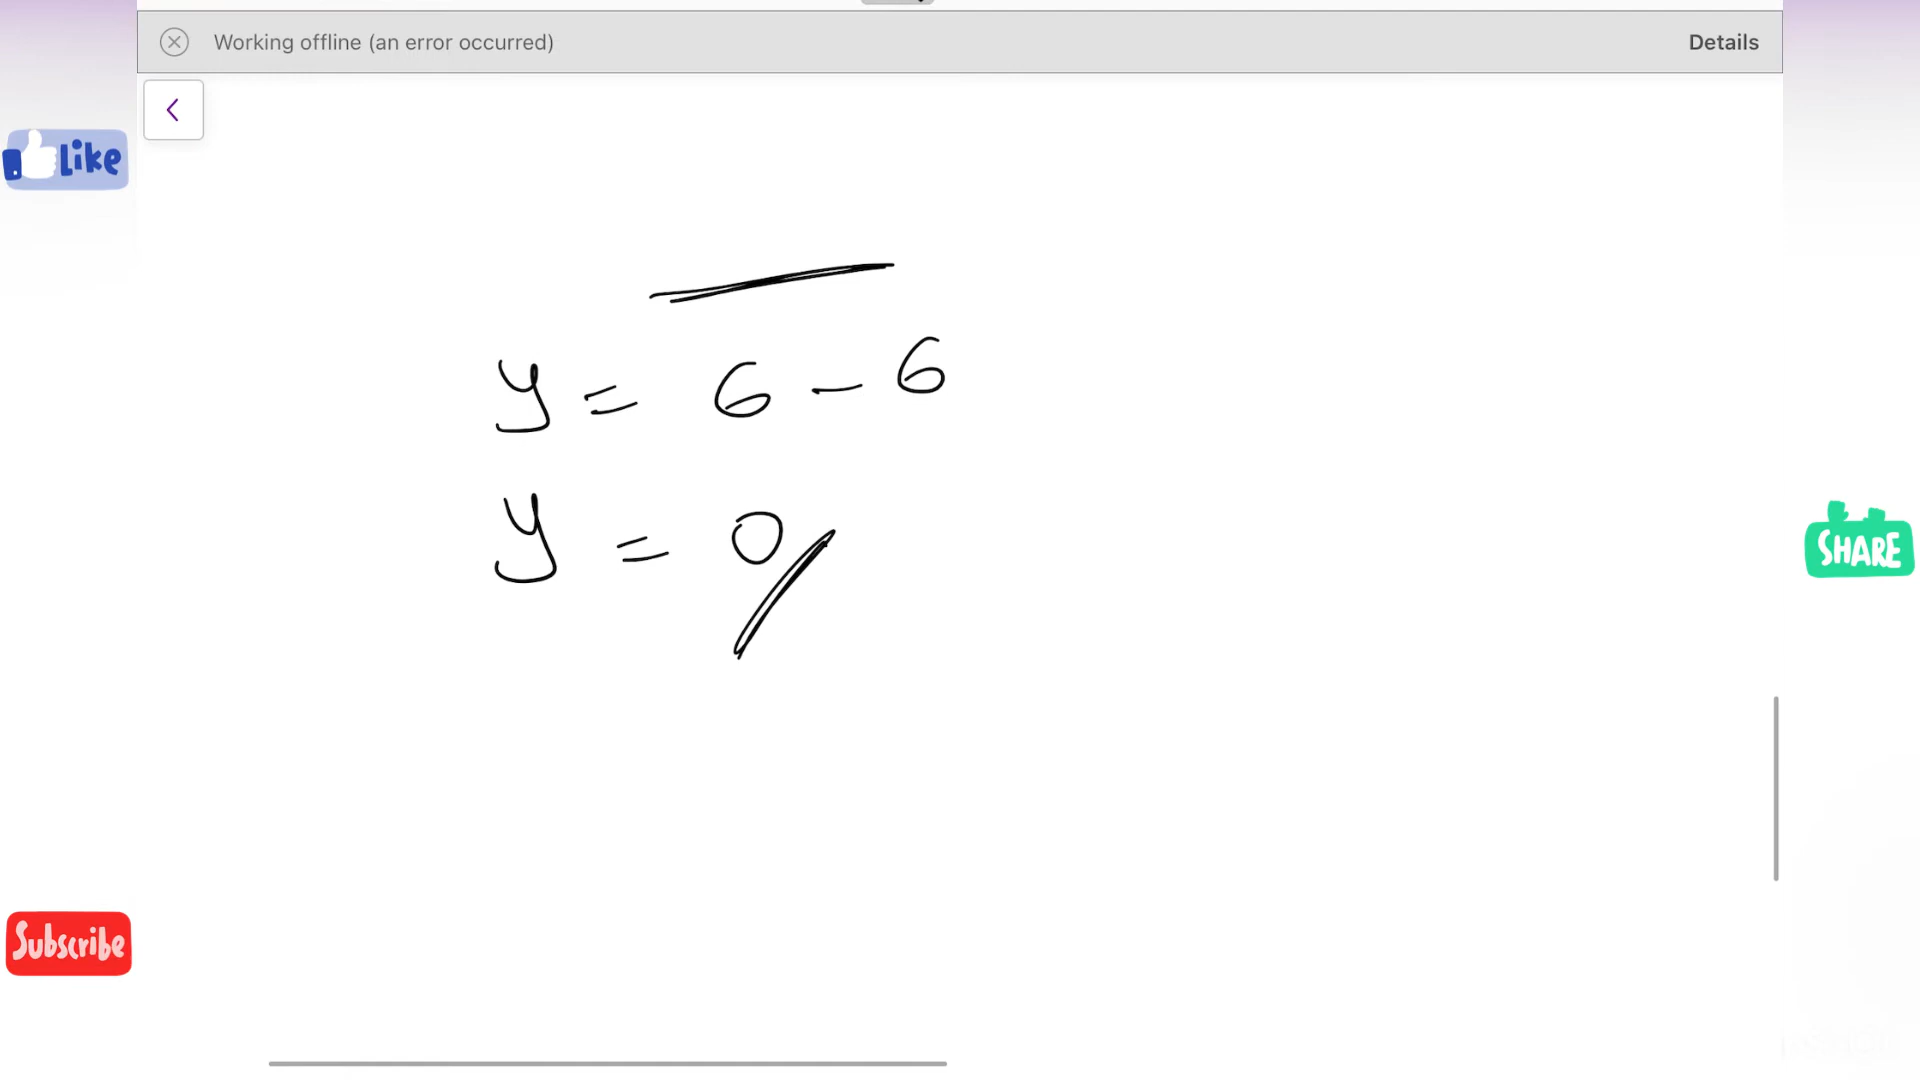 Working offline (an error occurred) Details
Like
y = 6 - 6
y = 0
SHARE
Subscribe